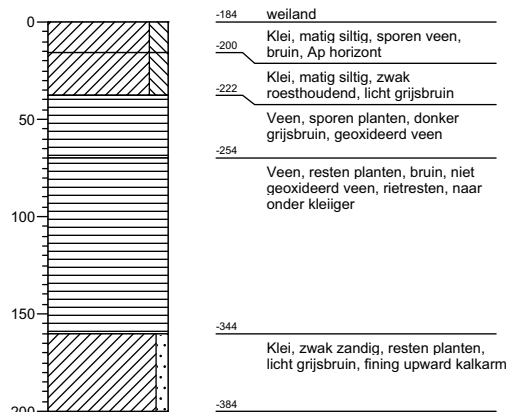 0
-184 weiland
Klei, matig siltig, sporen veen,
-200
bruin, Ap horizont
Klei, matig siltig, zwak
-222
roesthoudend, licht grijsbruin
Veen, sporen planten, donker
50
grijsbruin, geoxideerd veen
-254
Veen, resten planten, bruin, niet
geoxideerd veen, rietresten, naar
onder kleiiger
100
150
-344
Klei, zwak zandig, resten planten,
licht grijsbruin, fining upward kalkarm
-384
200